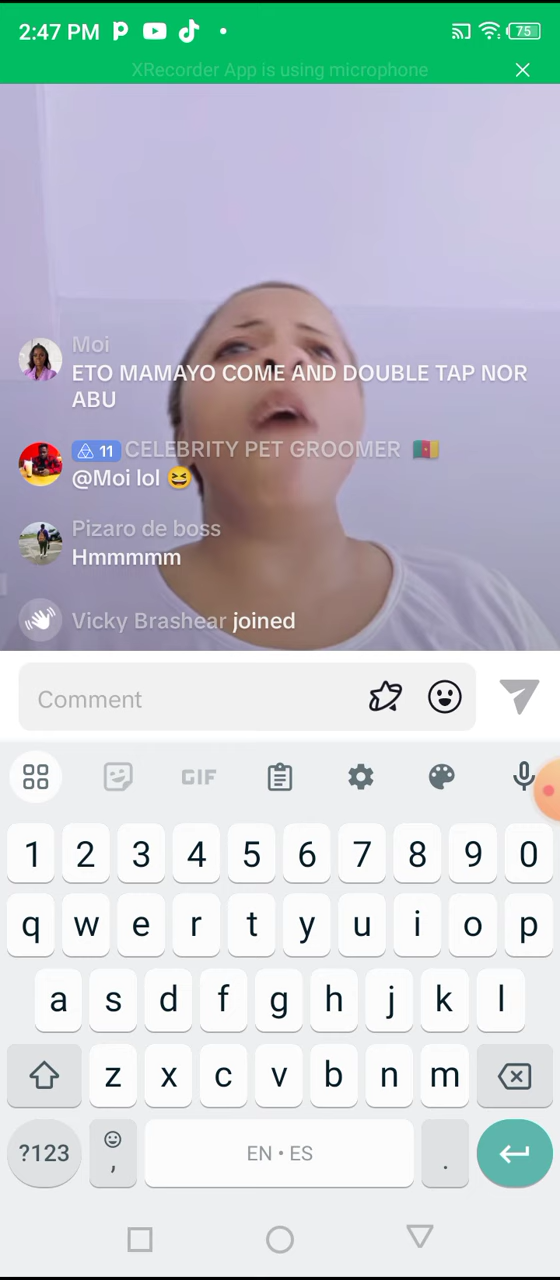 2:47 PM
75
XRecorder App is using microphone
Moi
ETO MAMAYO COME AND DOUBLE TAP NOR
ABU
11 CELEBRITY PET GROOMER 🇨🇲
@Moi lol 😆
Pizaro de boss
Hmmmmm
Vicky Brashear joined
Comment
GIF
1 2 3 4 5 6 7 8 9 0
q w e r t y u i o p
a s d f g h j k l
z x c v b n m
?123 , EN • ES .